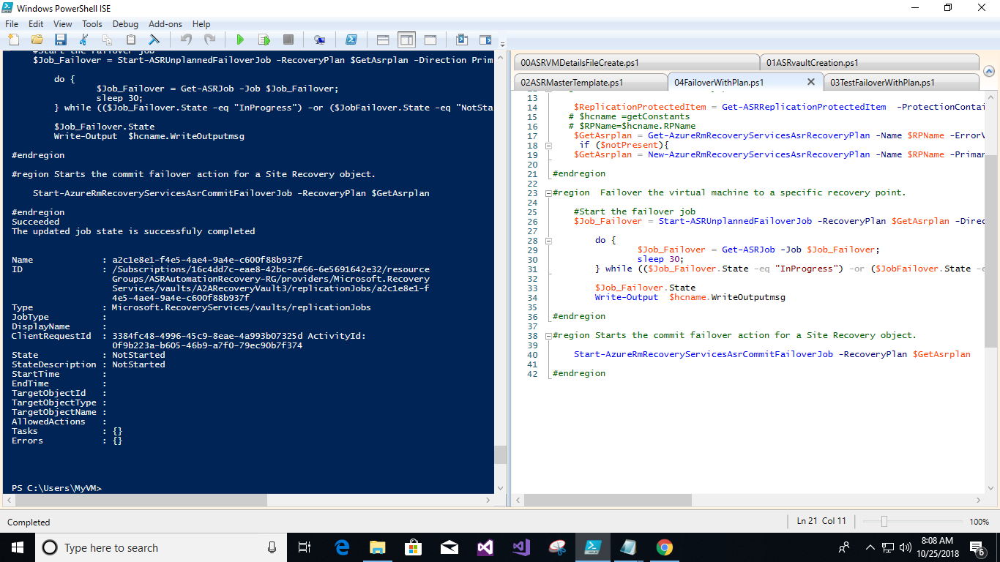 Windows PowerShell ISE
File Edit View Tools Debug Add-ons Help
#Start the failover job
$Job_Failover = Start-ASRUnplannedFailoverJob -RecoveryPlan $GetAsrplan -Direction Prim
do {
$Job_Failover = Get-ASRJob -Job $Job_Failover;
sleep 30;
} while (($Job_Failover.State -eq "InProgress") -or ($JobFailover.State -eq "NotSta
$Job_Failover.State
Write-Output  $hcname.WriteOutputmsg
#endregion
#region Starts the commit failover action for a Site Recovery object.
Start-AzureRmRecoveryServicesAsrCommitFailoverJob -RecoveryPlan $GetAsrplan
#endregion
Succeeded
The updated job state is successfuly completed
Name : a2c1e8e1-f4e5-4ae4-9a4e-c600f88b937f
ID : /Subscriptions/16c4dd7c-eae8-42bc-ae66-6e5691642e32/resource
Groups/ASRAutomationRecovery-RG/providers/Microsoft.Recovery
Services/vaults/A2ARecoveryVault3/replicationJobs/a2c1e8e1-f
4e5-4ae4-9a4e-c600f88b937f
Type : Microsoft.RecoveryServices/vaults/replicationJobs
JobType :
DisplayName :
ClientRequestId : 3384fc48-4996-45c9-8eae-4a993b07325d ActivityId:
0f9b223a-b605-46b9-a7f0-79ec90b7f374
State : NotStarted
StateDescription : NotStarted
StartTime :
EndTime :
TargetObjectId :
TargetObjectType :
TargetObjectName :
AllowedActions :
Tasks : {}
Errors : {}
PS C:\Users\MyVM>
00ASRVMDetailsFileCreate.ps1 01ASRvaultCreation.ps1
02ASRMasterTemplate.ps1 04FailoverWithPlan.ps1 03TestFailoverWithPlan.ps1
13
14 $ReplicationProtectedItem = Get-ASRReplicationProtectedItem  -ProtectionContai
15 # $hcname =getConstants
16 # $RPName=$hcname.RPName
17 $GetAsrplan = Get-AzureRmRecoveryServicesAsrRecoveryPlan -Name $RPName -ErrorV
18 if ($notPresent){
19 $GetAsrplan = New-AzureRmRecoveryServicesAsrRecoveryPlan -Name $RPName -Primar
20
21 #endregion
22
23 #region  Failover the virtual machine to a specific recovery point.
24
25 #Start the failover job
26 $Job_Failover = Start-ASRUnplannedFailoverJob -RecoveryPlan $GetAsrplan -Direc
27
28 do {
29 $Job_Failover = Get-ASRJob -Job $Job_Failover;
30 sleep 30;
31 } while (($Job_Failover.State -eq "InProgress") -or ($JobFailover.State -e
32
33 $Job_Failover.State
34 Write-Output  $hcname.WriteOutputmsg
35
36 #endregion
37
38 #region Starts the commit failover action for a Site Recovery object.
39
40 Start-AzureRmRecoveryServicesAsrCommitFailoverJob -RecoveryPlan $GetAsrplan
41
42 #endregion
Completed
Ln 21 Col 11
100%
Type here to search
8:08 AM
10/25/2018
6